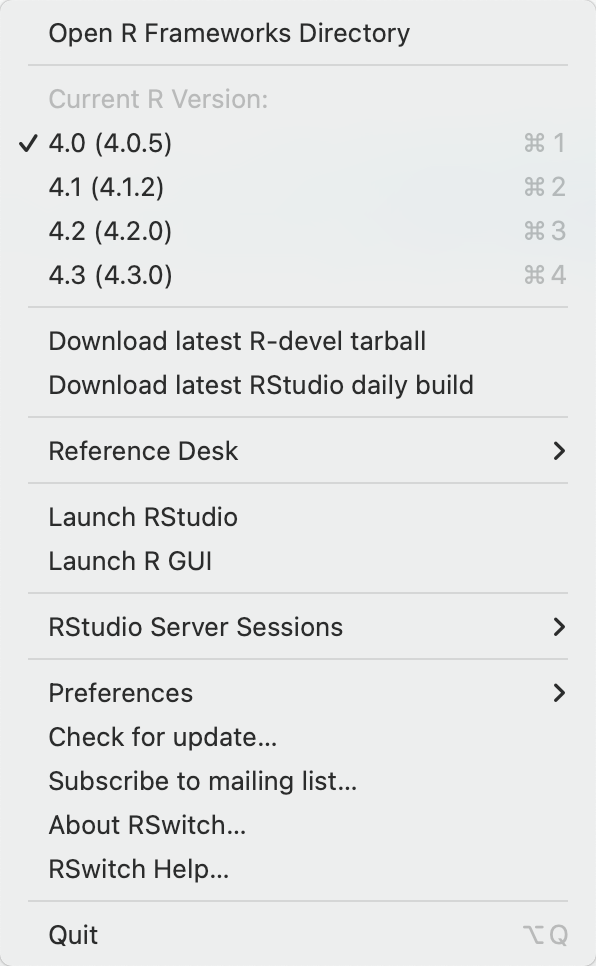 Open R Frameworks Directory
Current R Version:
✓ 4.0 (4.0.5) ⌘ 1
4.1 (4.1.2) ⌘ 2
4.2 (4.2.0) ⌘ 3
4.3 (4.3.0) ⌘ 4
Download latest R-devel tarball
Download latest RStudio daily build
Reference Desk
Launch RStudio
Launch R GUI
RStudio Server Sessions
Preferences
Check for update...
Subscribe to mailing list...
About RSwitch...
RSwitch Help...
Quit ⌥ Q